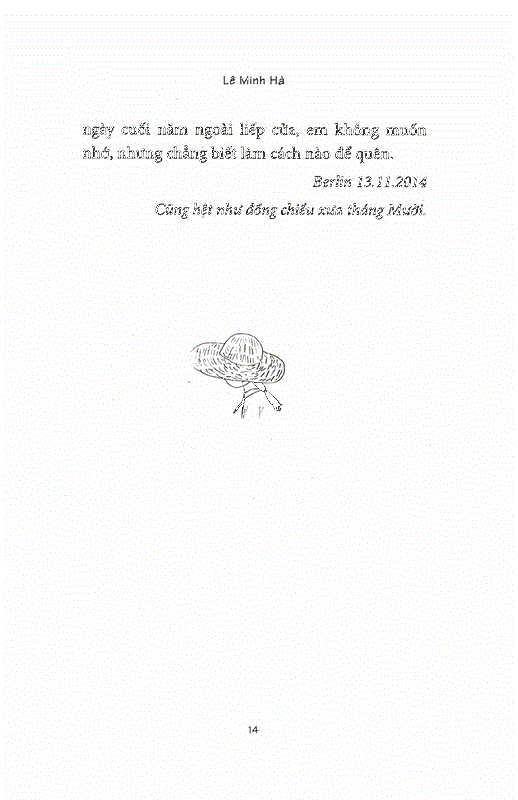 Lê Minh Hà
ngày cuối năm ngoài liếp cửa, em không muốn
nhớ, nhưng chẳng biết làm cách nào để quên.
Berlin 13.11.2014
Cũng hệt như đồng chiều xưa tháng Mười.
14